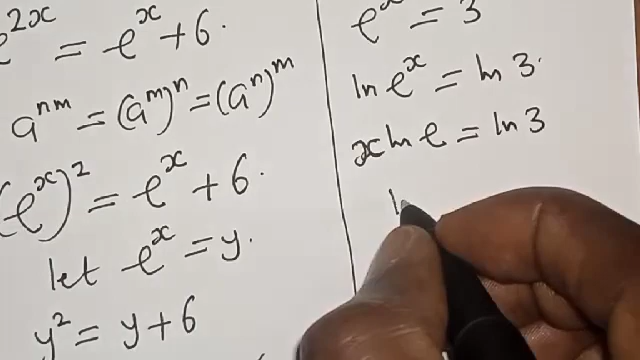 e^{2x} = e^x + 6.
a^{nm} = (a^m)^n = (a^n)^m
(e^x)^2 = e^x + 6.
let e^x = y.
y^2 = y + 6
e^x = 3
ln e^x = ln 3.
x ln e = ln 3